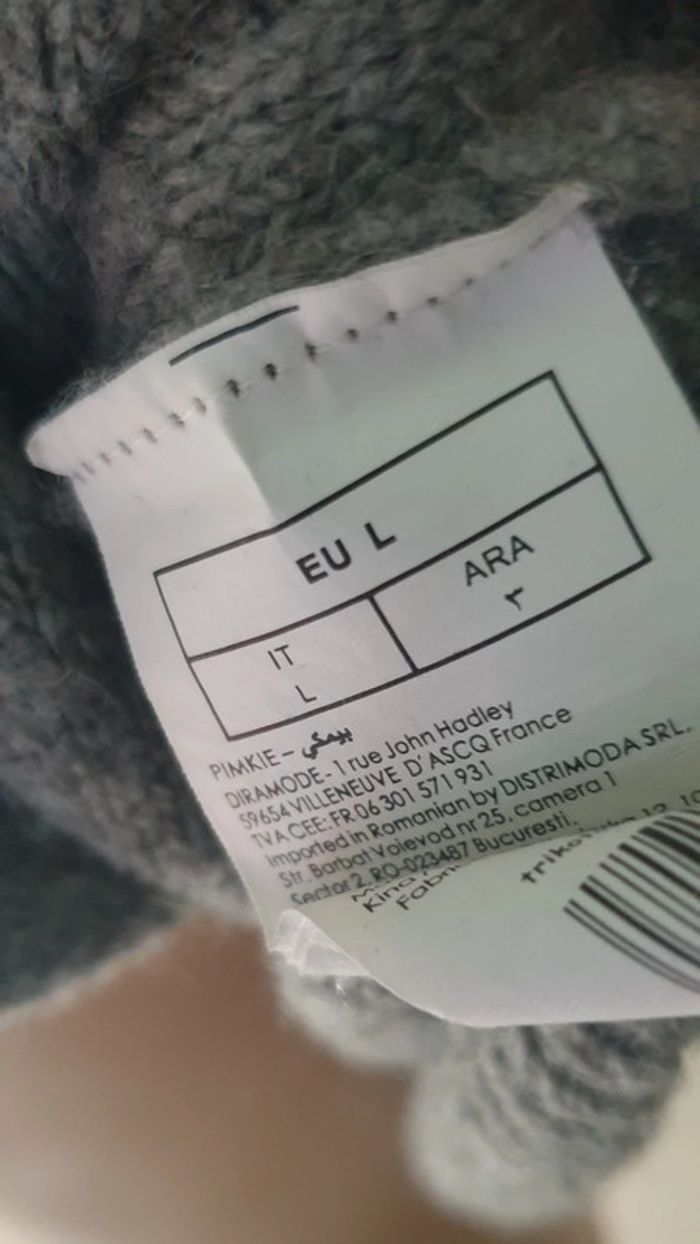 EU L
IT
L
ARA
٣
PIMKIE – بيمكي
DIRAMODE - 1 rue John Hadley
59654 VILLENEUVE D'ASCQ France
TVA CEE: FR 06 301 571 931
Imported in Romanian by DISTRIMODA SRL.
Str. Barbat Voievod nr 25, camera 1
Sector 2, RO-023487 Bucuresti.